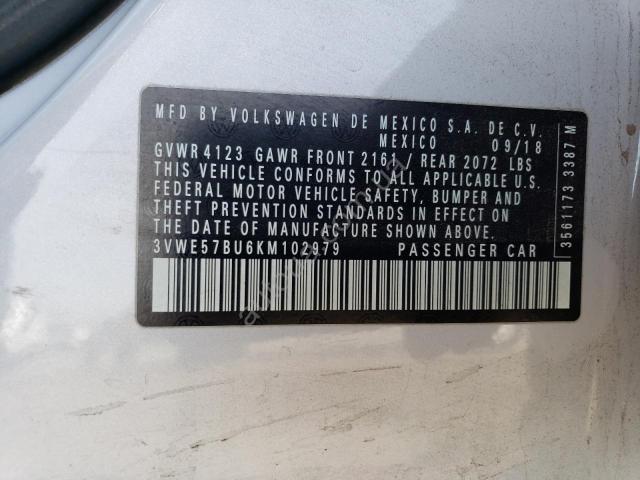 MFD BY VOLKSWAGEN DE MEXICO S.A. DE C.V.
MEXICO 09/18
GVWR 4123 GAWR FRONT 2161 / REAR 2072 LBS
THIS VEHICLE CONFORMS TO ALL APPLICABLE U.S.
FEDERAL MOTOR VEHICLE SAFETY, BUMPER AND
THEFT PREVENTION STANDARDS IN EFFECT ON
THE DATE OF MANUFACTURE SHOWN ABOVE.
3VWE57BU6KM102979 PASSENGER CAR
3561173 3387 M